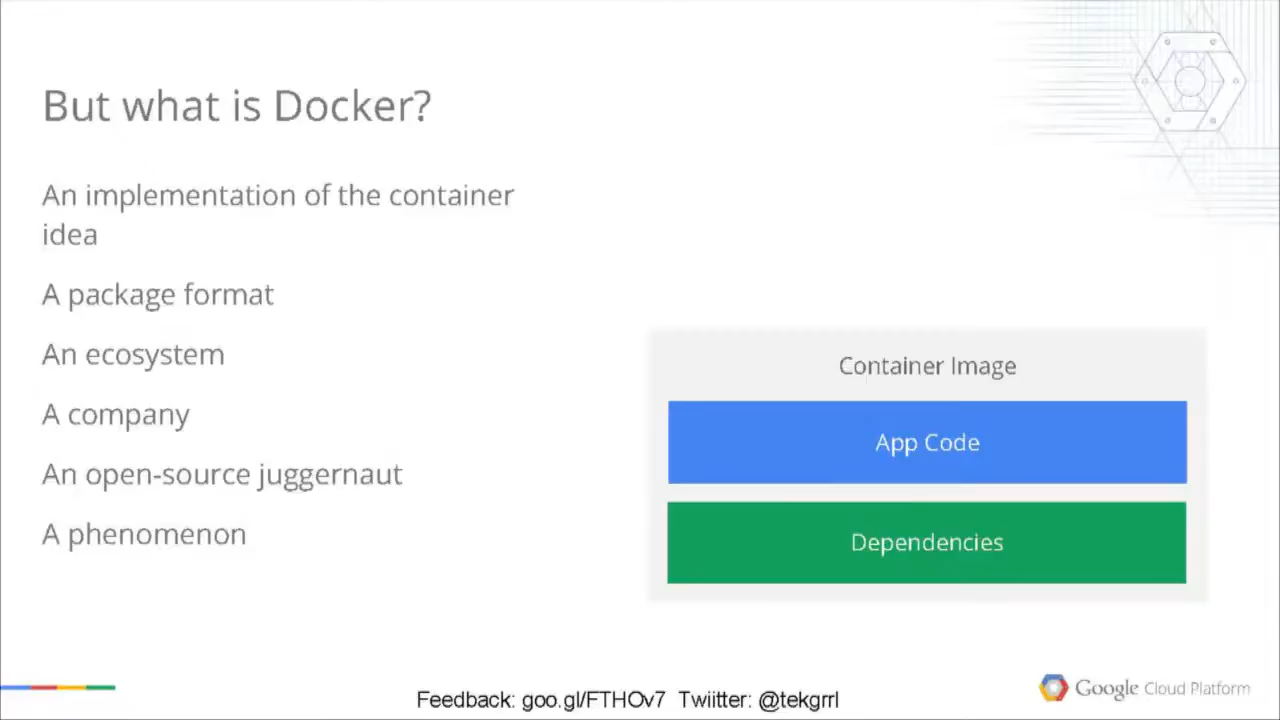 But what is Docker?
An implementation of the container
idea
A package format
An ecosystem
A company
An open-source juggernaut
A phenomenon
Container Image
App Code
Dependencies
Feedback: goo.gl/FTHOv7 Twiitter: @tekgrrl
Google Cloud Platform